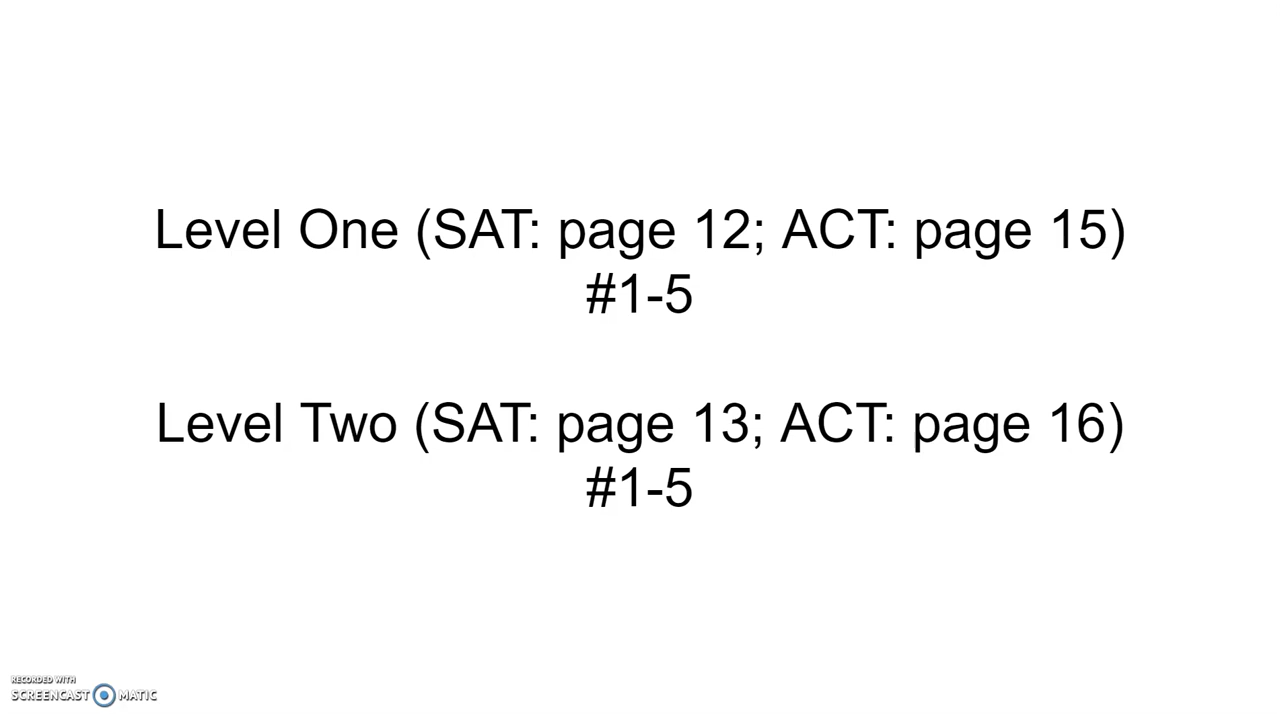 Level One (SAT: page 12; ACT: page 15)
#1-5
Level Two (SAT: page 13; ACT: page 16)
#1-5
RECORDED WITH
SCREENCAST MATIC